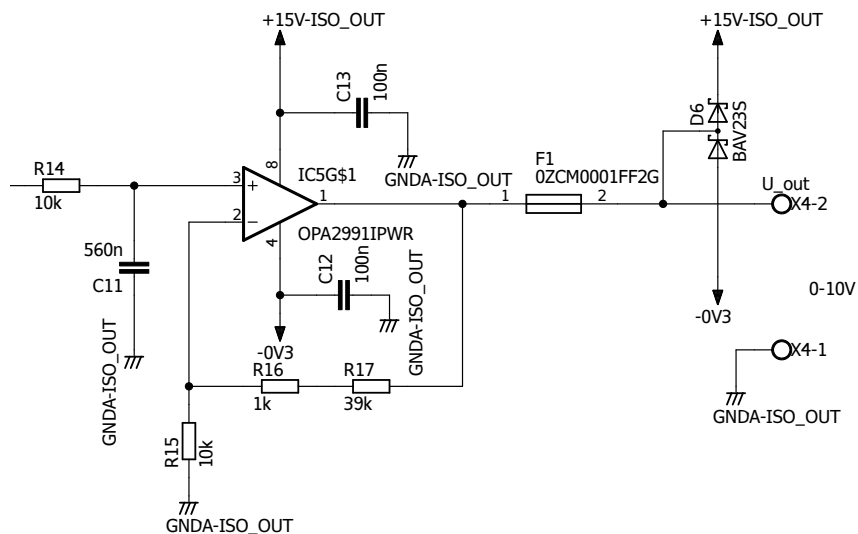 +15V-ISO_OUT
+15V-ISO_OUT
C13
100n
D6
BAV23S
R14
10k
3
+
8
IC5G$1
1
GNDA-ISO_OUT
F1
0ZCM0001FF2G
1
2
U_out
X4-2
2
–
4
OPA2991IPWR
560n
C11
C12
100n
GNDA-ISO_OUT
GNDA-ISO_OUT
-0V3
-0V3
0-10V
X4-1
R16
1k
R17
39k
GNDA-ISO_OUT
R15
10k
GNDA-ISO_OUT